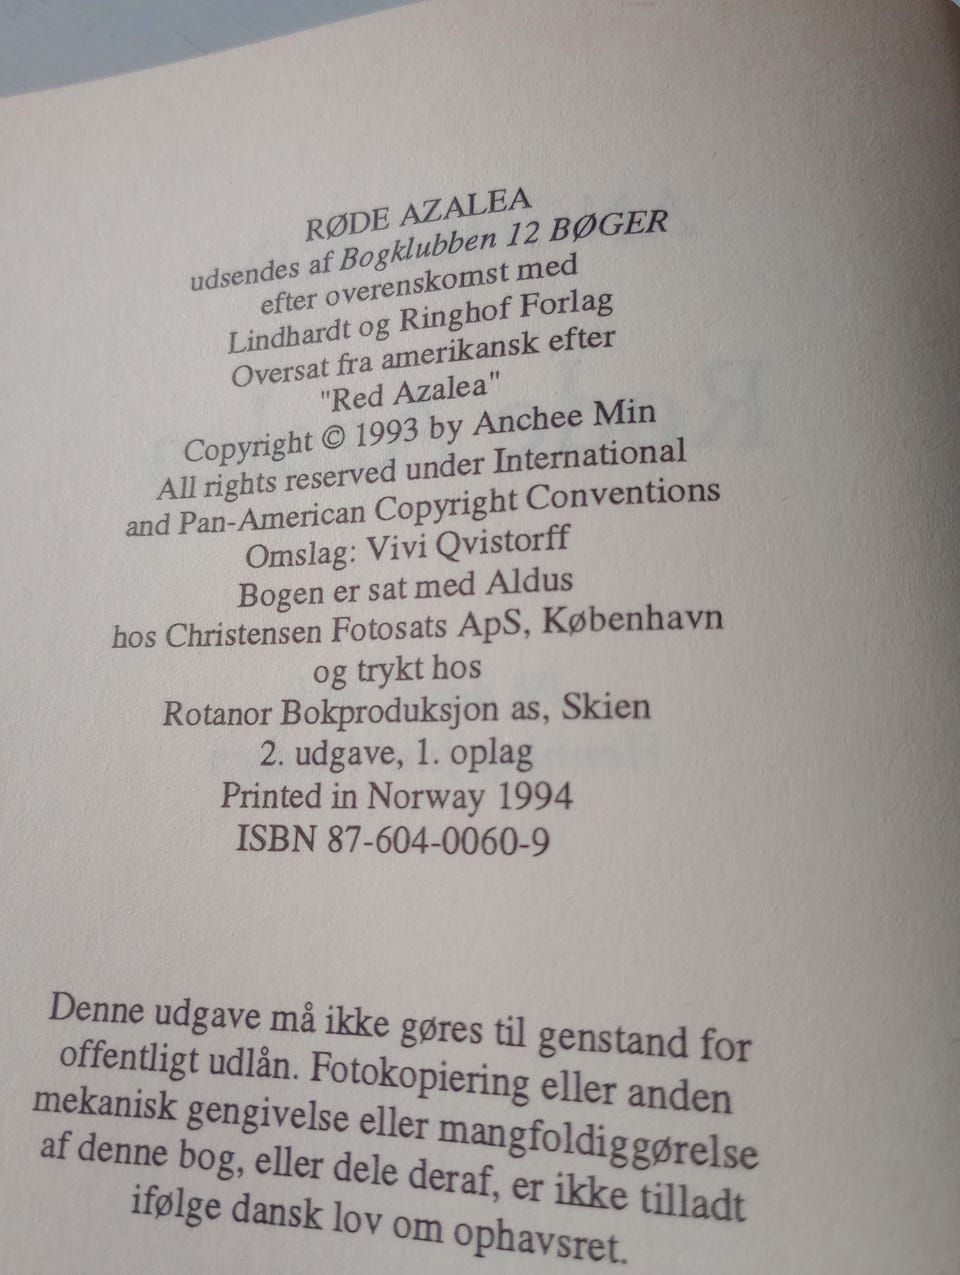 RØDE AZALEA
udsendes af Bogklubben 12 BØGER
efter overenskomst med
Lindhardt og Ringhof Forlag
Oversat fra amerikansk efter
"Red Azalea"
Copyright © 1993 by Anchee Min
All rights reserved under International
and Pan-American Copyright Conventions
Omslag: Vivi Qvistorff
Bogen er sat med Aldus
hos Christensen Fotosats ApS, København
og trykt hos
Rotanor Bokproduksjon as, Skien
2. udgave, 1. oplag
Printed in Norway 1994
ISBN 87-604-0060-9
Denne udgave må ikke gøres til genstand for
offentligt udlån. Fotokopiering eller anden
mekanisk gengivelse eller mangfoldiggørelse
af denne bog, eller dele deraf, er ikke tilladt
ifølge dansk lov om ophavsret.